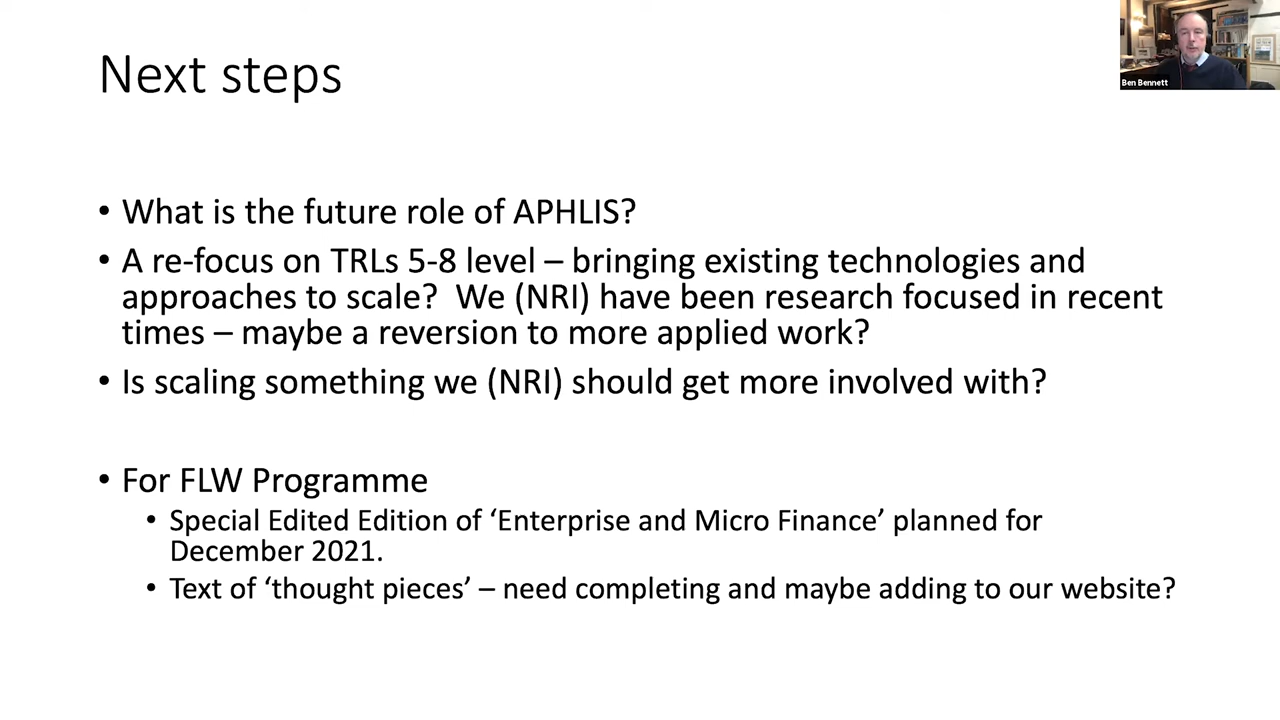 Next steps
Ben Bennett
• What is the future role of APHLIS?
• A re-focus on TRLs 5-8 level – bringing existing technologies and
approaches to scale?  We (NRI) have been research focused in recent
times – maybe a reversion to more applied work?
• Is scaling something we (NRI) should get more involved with?
• For FLW Programme
• Special Edited Edition of ‘Enterprise and Micro Finance’ planned for
December 2021.
• Text of ‘thought pieces’ – need completing and maybe adding to our website?